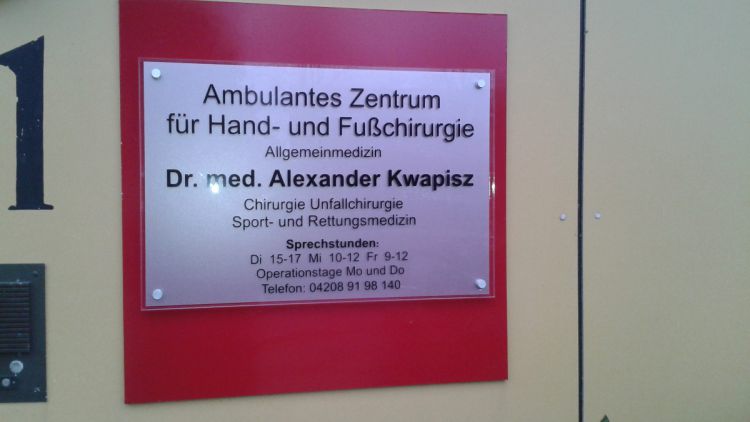 1
Ambulantes Zentrum
für Hand- und Fußchirurgie
Allgemeinmedizin
Dr. med. Alexander Kwapisz
Chirurgie Unfallchirurgie
Sport- und Rettungsmedizin
Sprechstunden:
Di 15-17 Mi 10-12 Fr 9-12
Operationstage Mo und Do
Telefon: 04208 91 98 140